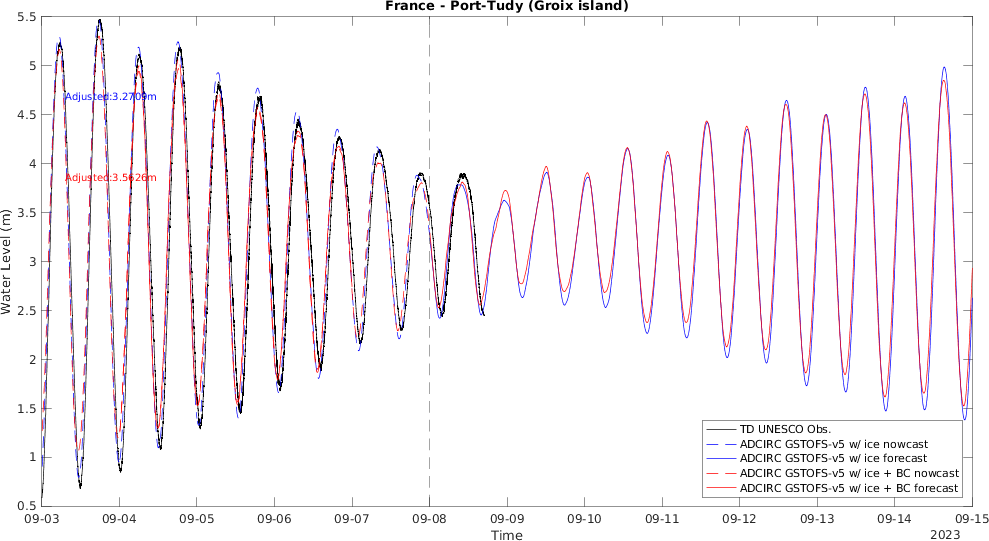 France - Port-Tudy (Groix island)
5.5
5
4.5
4
3.5
3
2.5
2
1.5
1
0.5
Water Level (m)
Adjusted:3.2709m
Adjusted:3.5626m
TD UNESCO Obs.
ADCIRC GSTOFS-v5 w/ ice nowcast
ADCIRC GSTOFS-v5 w/ ice forecast
ADCIRC GSTOFS-v5 w/ ice + BC nowcast
ADCIRC GSTOFS-v5 w/ ice + BC forecast
09-03 09-04 09-05 09-06 09-07 09-08 09-09 09-10 09-11 09-12 09-13 09-14 09-15
Time
2023